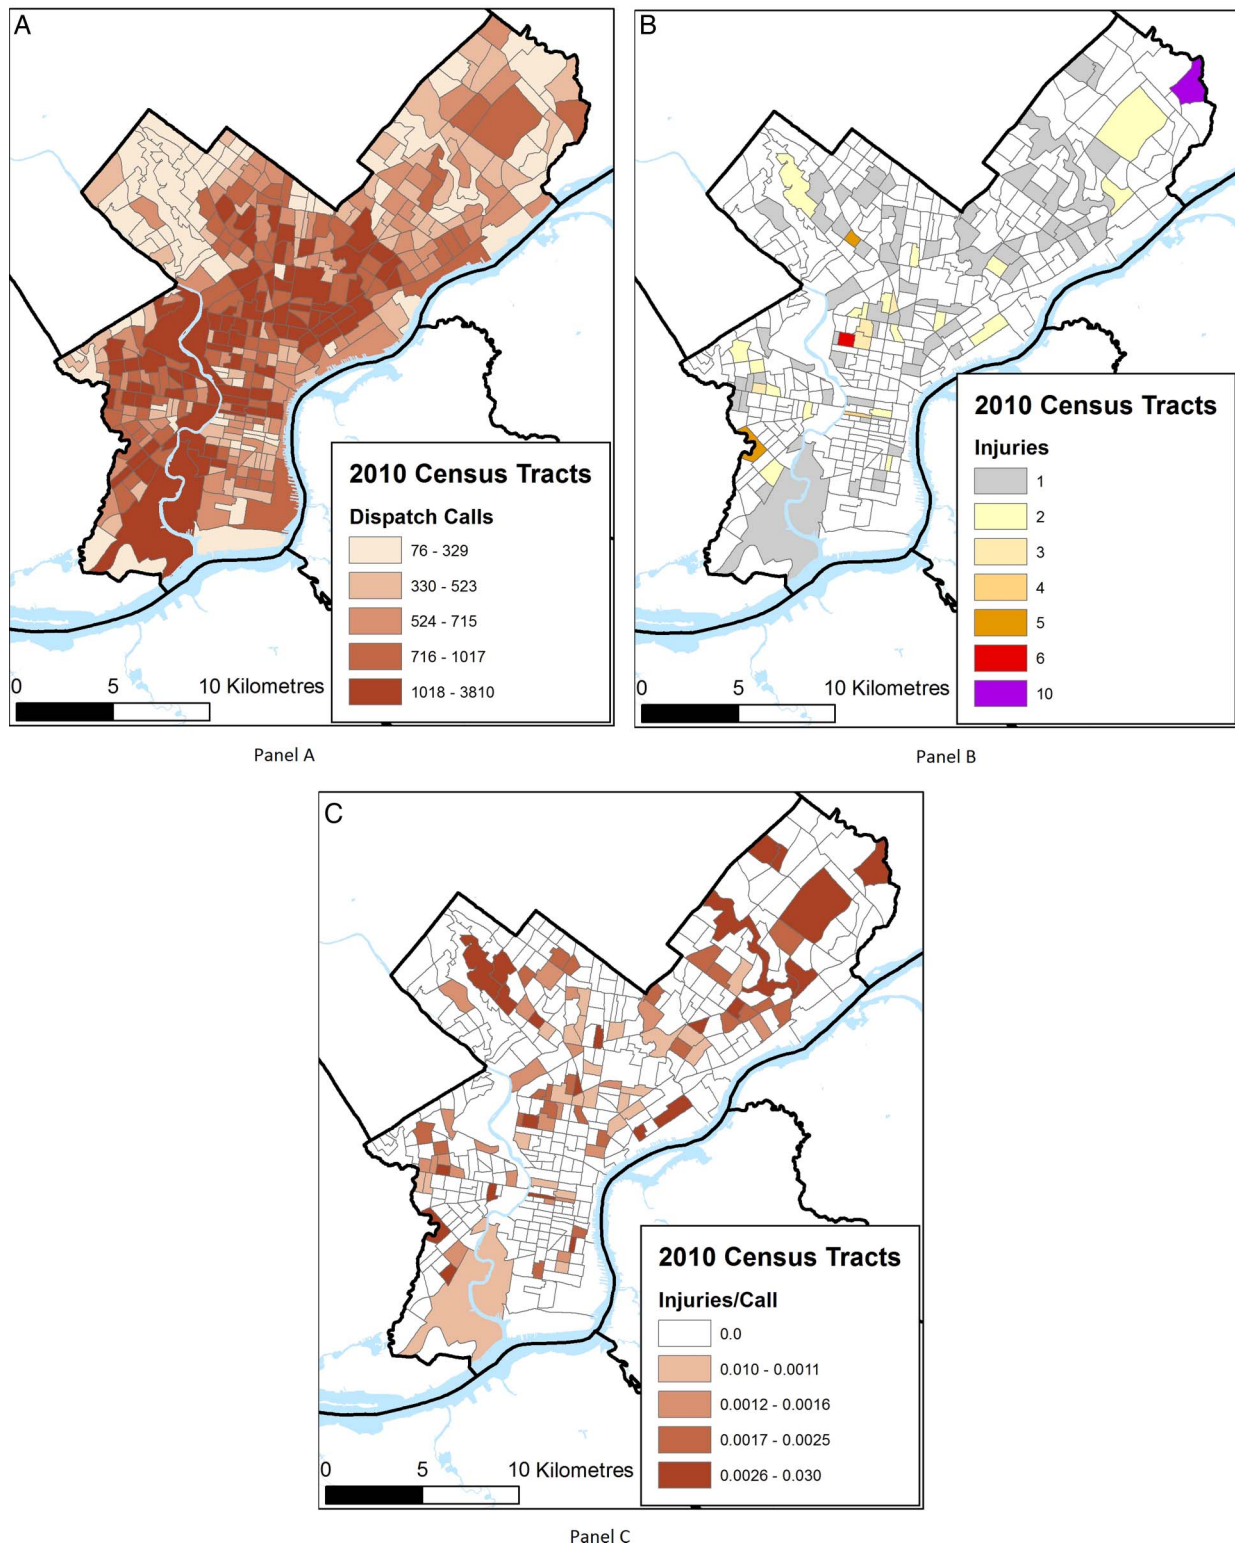 A
2010 Census Tracts
Dispatch Calls
76 - 329
330 - 523
524 - 715
716 - 1017
1018 - 3810
0 5 10 Kilometres
Panel A
B
2010 Census Tracts
Injuries
1
2
3
4
5
6
10
0 5 10 Kilometres
Panel B
C
2010 Census Tracts
Injuries/Call
0.0
0.010 - 0.0011
0.0012 - 0.0016
0.0017 - 0.0025
0.0026 - 0.030
0 5 10 Kilometres
Panel C